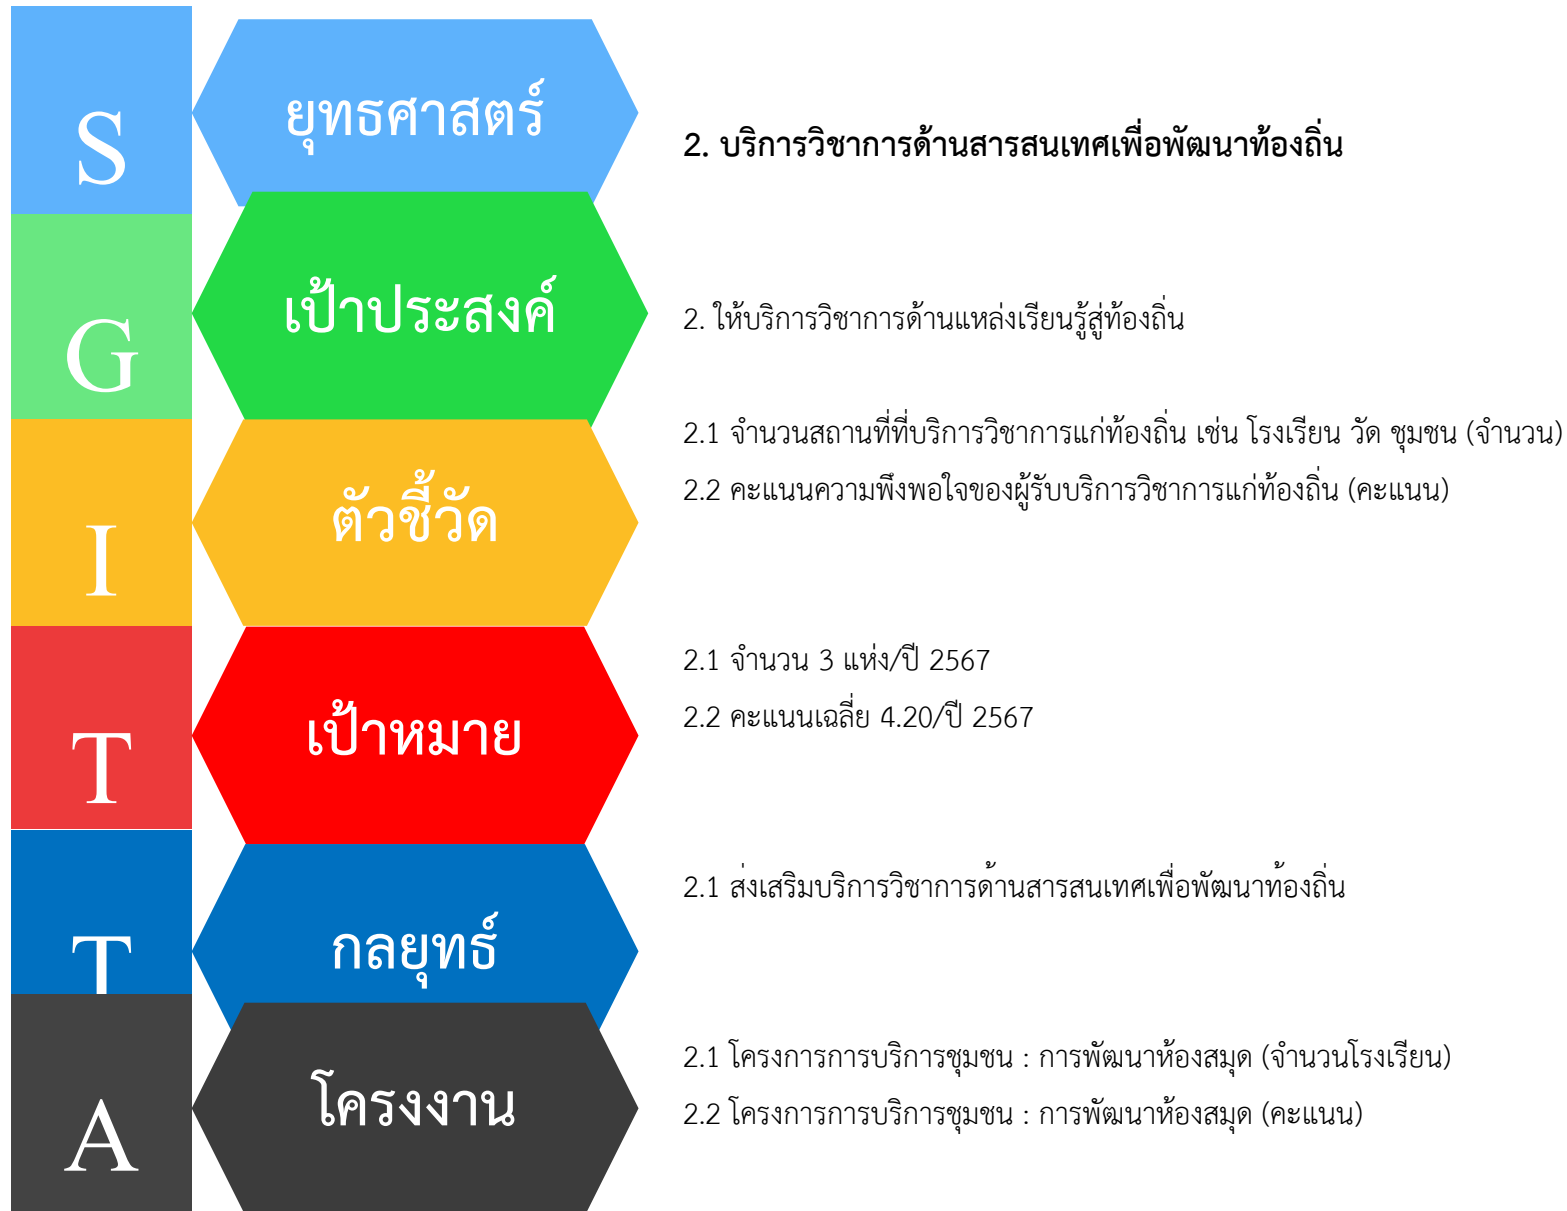 S
ยุทธศาสตร์
2. บริการวิชาการด้านสารสนเทศเพื่อพัฒนาท้องถิ่น
G
เป้าประสงค์
2. ให้บริการวิชาการด้านแหล่งเรียนรู้สู่ท้องถิ่น
I
ตัวชี้วัด
2.1 จำนวนสถานที่ที่บริการวิชาการแก่ท้องถิ่น เช่น โรงเรียน วัด ชุมชน (จำนวน)
2.2 คะแนนความพึงพอใจของผู้รับบริการวิชาการแก่ท้องถิ่น (คะแนน)
T
เป้าหมาย
2.1 จำนวน 3 แห่ง/ปี 2567
2.2 คะแนนเฉลี่ย 4.20/ปี 2567
T
กลยุทธ์
2.1 ส่งเสริมบริการวิชาการด้านสารสนเทศเพื่อพัฒนาท้องถิ่น
A
โครงงาน
2.1 โครงการการบริการชุมชน : การพัฒนาห้องสมุด (จำนวนโรงเรียน)
2.2 โครงการการบริการชุมชน : การพัฒนาห้องสมุด (คะแนน)